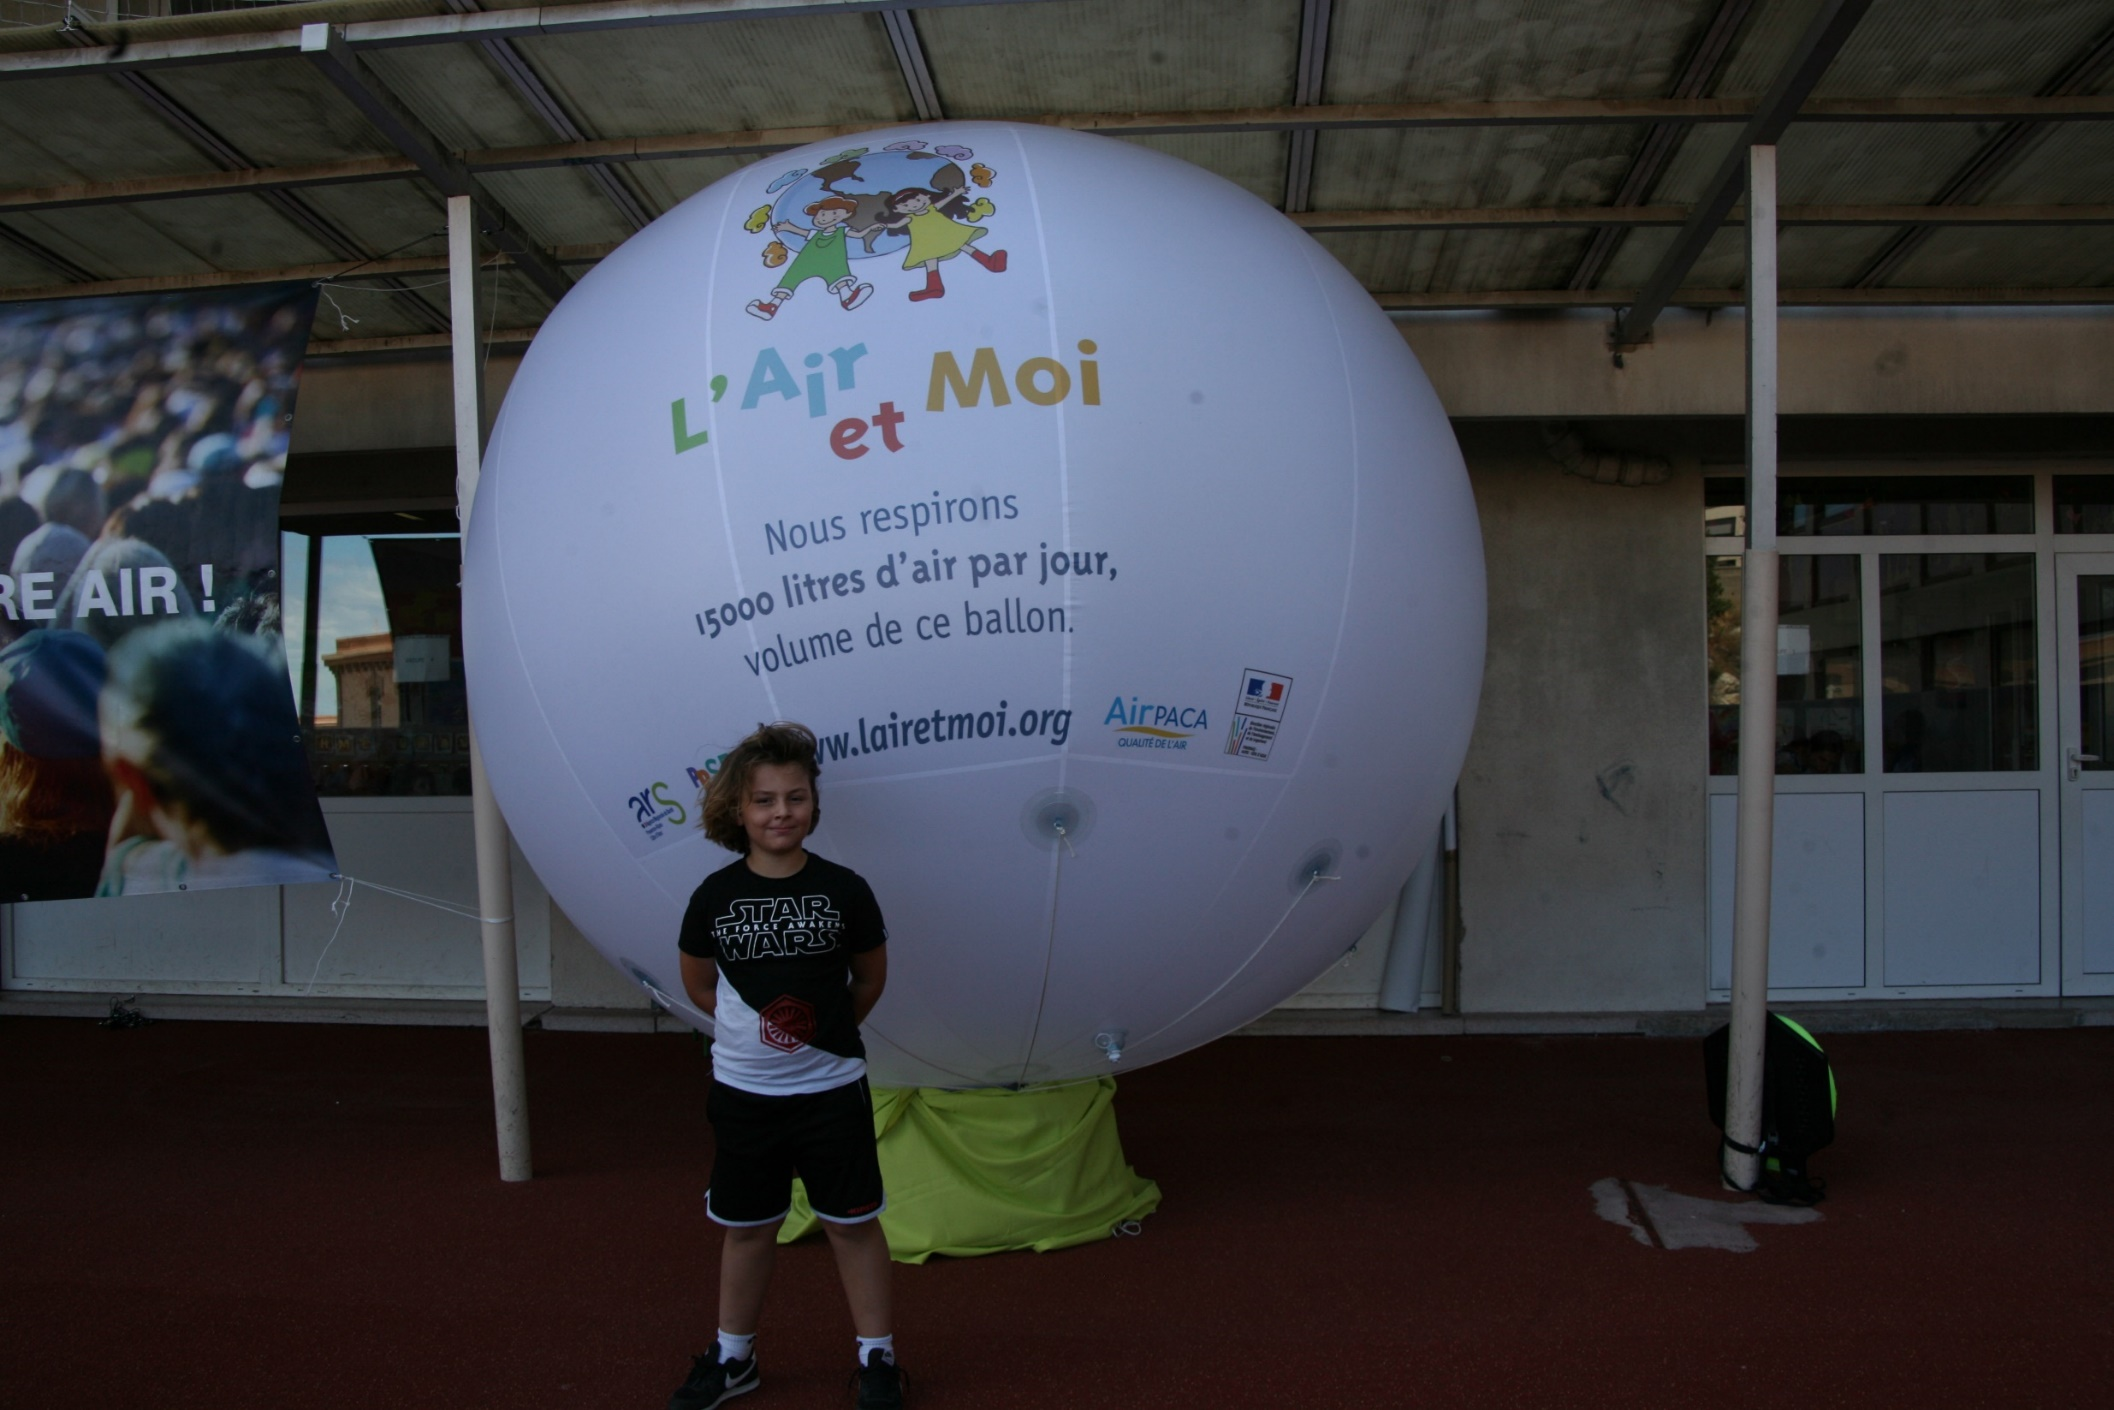 L'Air
et
Moi
Nous respirons
15000 litres d'air par jour,
volume de ce ballon.
www.lairetmoi.org
ars
AirPACA
QUALITÉ DE L'AIR
RE AIR !
STAR
THE FORCE AWAKENS
WARS